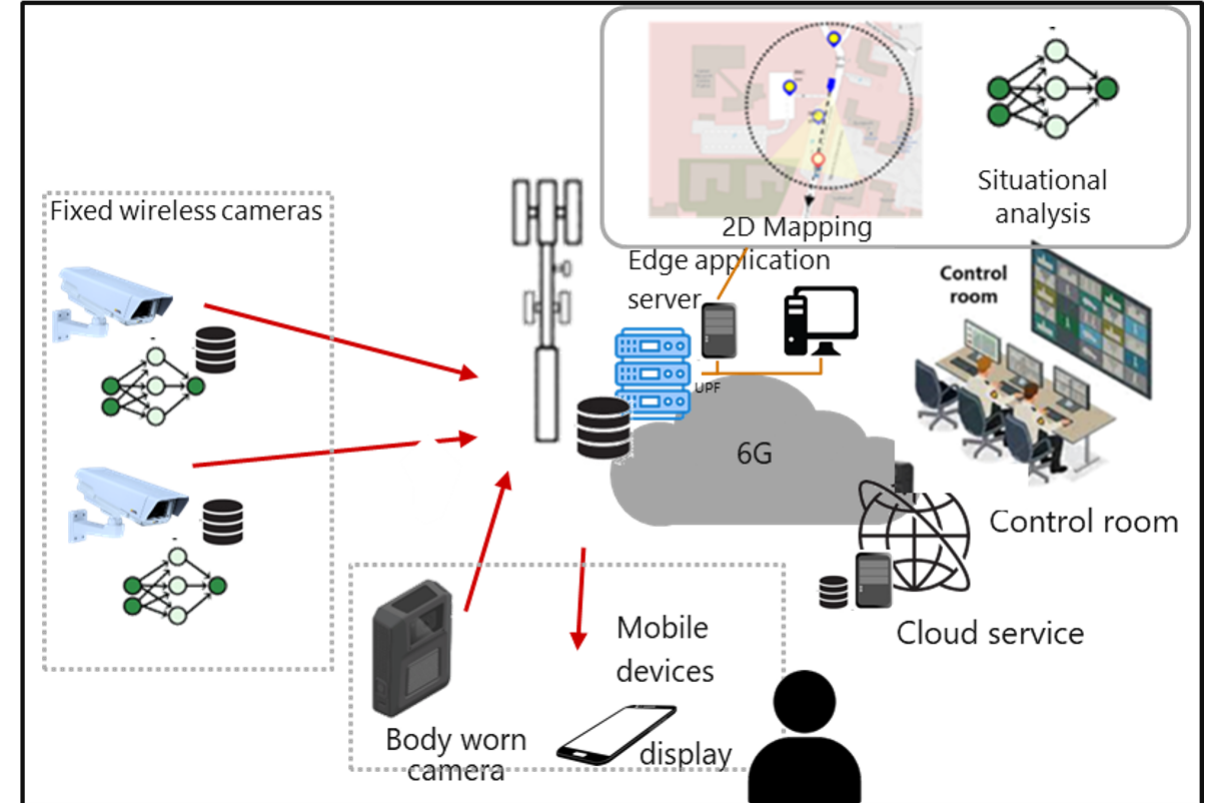 Fixed wireless cameras
2D Mapping
Situational
analysis
Edge application
server
UPF
6G
Control
room
Control room
Cloud service
Mobile
devices
display
Body worn
camera